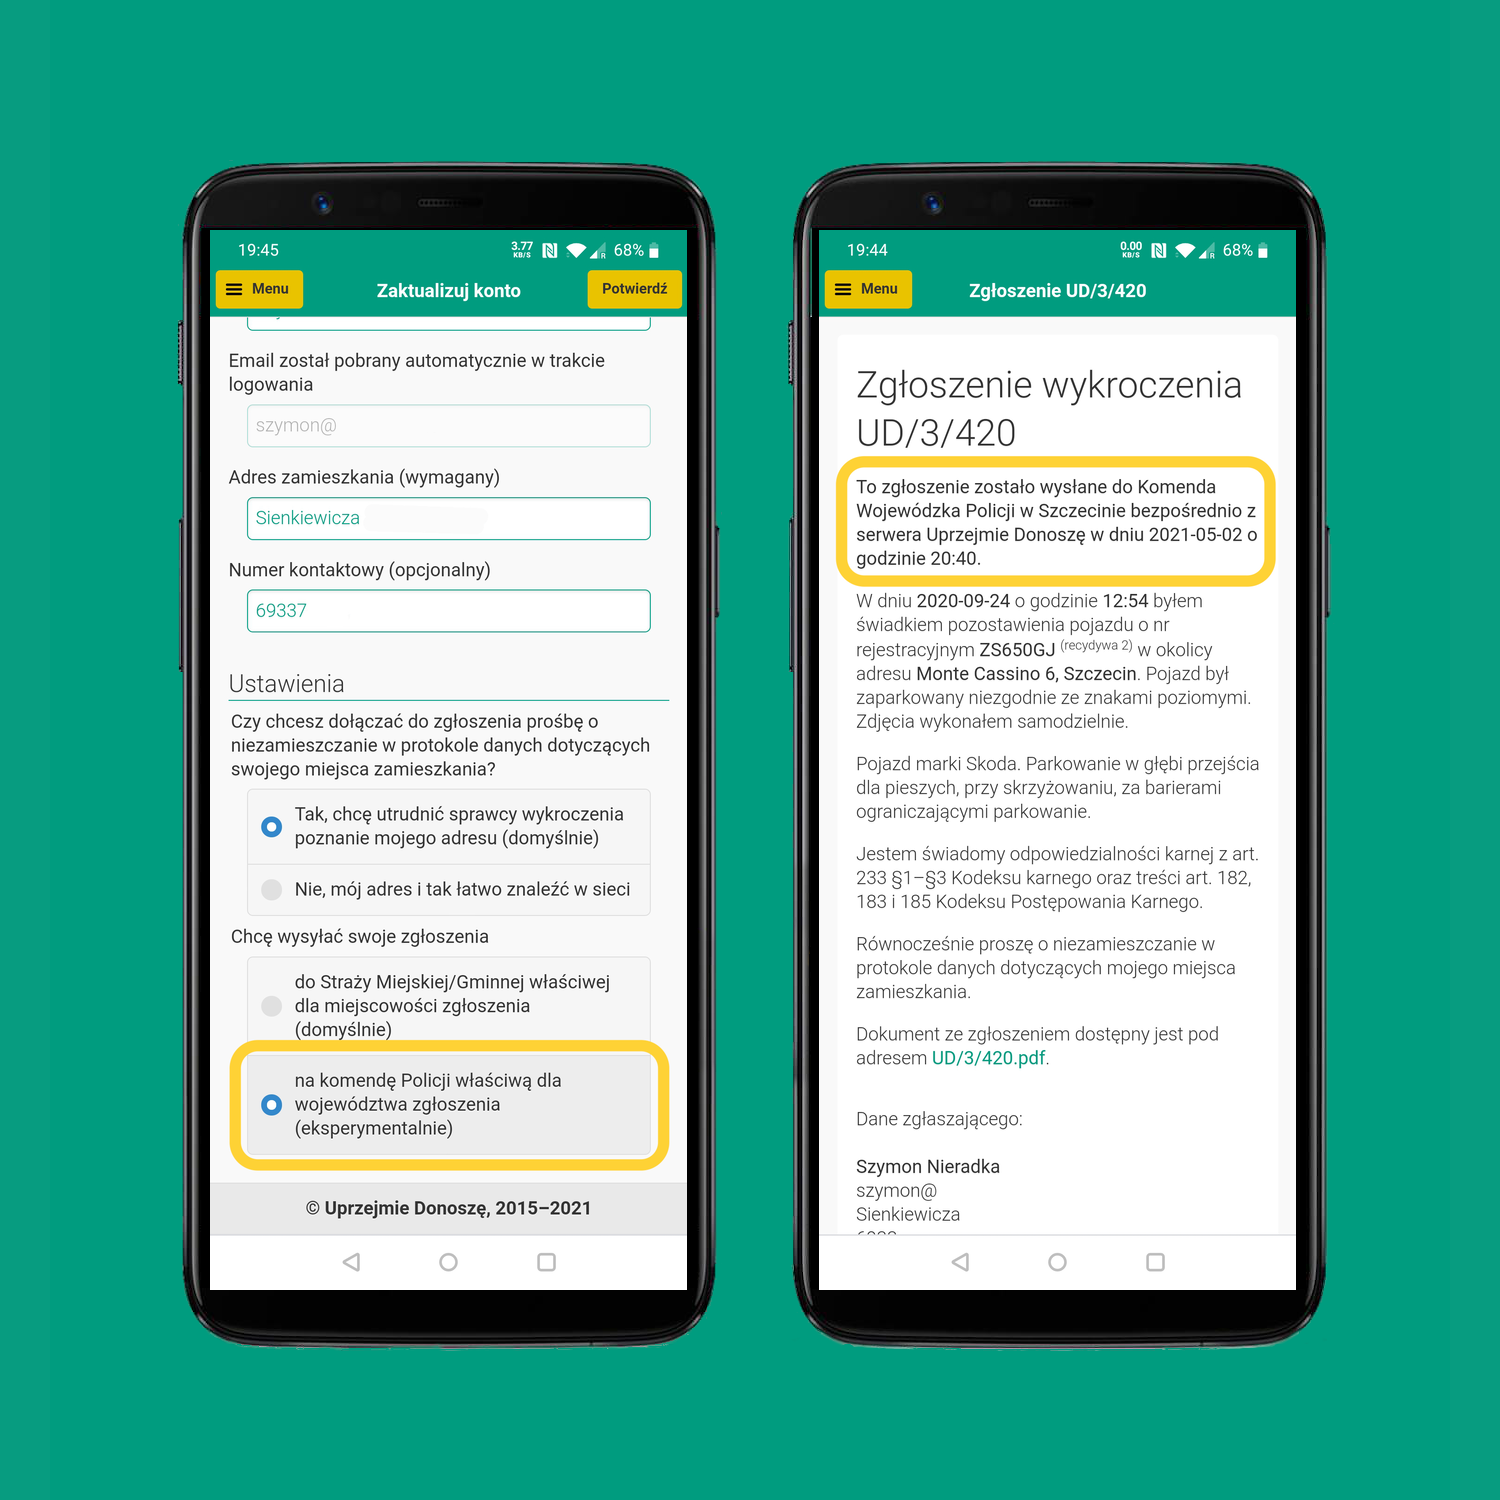 19:45
3.77
KB/S
R
68%
Menu
Zaktualizuj konto
Potwierdź
Email został pobrany automatycznie w trakcie
logowania
szymon@
Adres zamieszkania (wymagany)
Sienkiewicza
Numer kontaktowy (opcjonalny)
69337
Ustawienia
Czy chcesz dołączać do zgłoszenia prośbę o
niezamieszczanie w protokole danych dotyczących
swojego miejsca zamieszkania?
Tak, chcę utrudnić sprawcy wykroczenia
poznanie mojego adresu (domyślnie)
Nie, mój adres i tak łatwo znaleźć w sieci
Chcę wysyłać swoje zgłoszenia
do Straży Miejskiej/Gminnej właściwej
dla miejscowości zgłoszenia
(domyślnie)
na komendę Policji właściwą dla
województwa zgłoszenia
(eksperymentalnie)
© Uprzejmie Donoszę, 2015–2021
19:44
0.00
KB/S
R
68%
Menu
Zgłoszenie UD/3/420
Zgłoszenie wykroczenia
UD/3/420
To zgłoszenie zostało wysłane do Komenda
Wojewódzka Policji w Szczecinie bezpośrednio z
serwera Uprzejmie Donoszę w dniu 2021-05-02 o
godzinie 20:40.
W dniu 2020-09-24 o godzinie 12:54 byłem
świadkiem pozostawienia pojazdu o nr
rejestracyjnym ZS650GJ (recydywa 2) w okolicy
adresu Monte Cassino 6, Szczecin. Pojazd był
zaparkowany niezgodnie ze znakami poziomymi.
Zdjęcia wykonałem samodzielnie.
Pojazd marki Skoda. Parkowanie w głębi przejścia
dla pieszych, przy skrzyżowaniu, za barierami
ograniczającymi parkowanie.
Jestem świadomy odpowiedzialności karnej z art.
233 §1–§3 Kodeksu karnego oraz treści art. 182,
183 i 185 Kodeksu Postępowania Karnego.
Równocześnie proszę o niezamieszczanie w
protokole danych dotyczących mojego miejsca
zamieszkania.
Dokument ze zgłoszeniem dostępny jest pod
adresem UD/3/420.pdf.
Dane zgłaszającego:
Szymon Nieradka
szymon@
Sienkiewicza